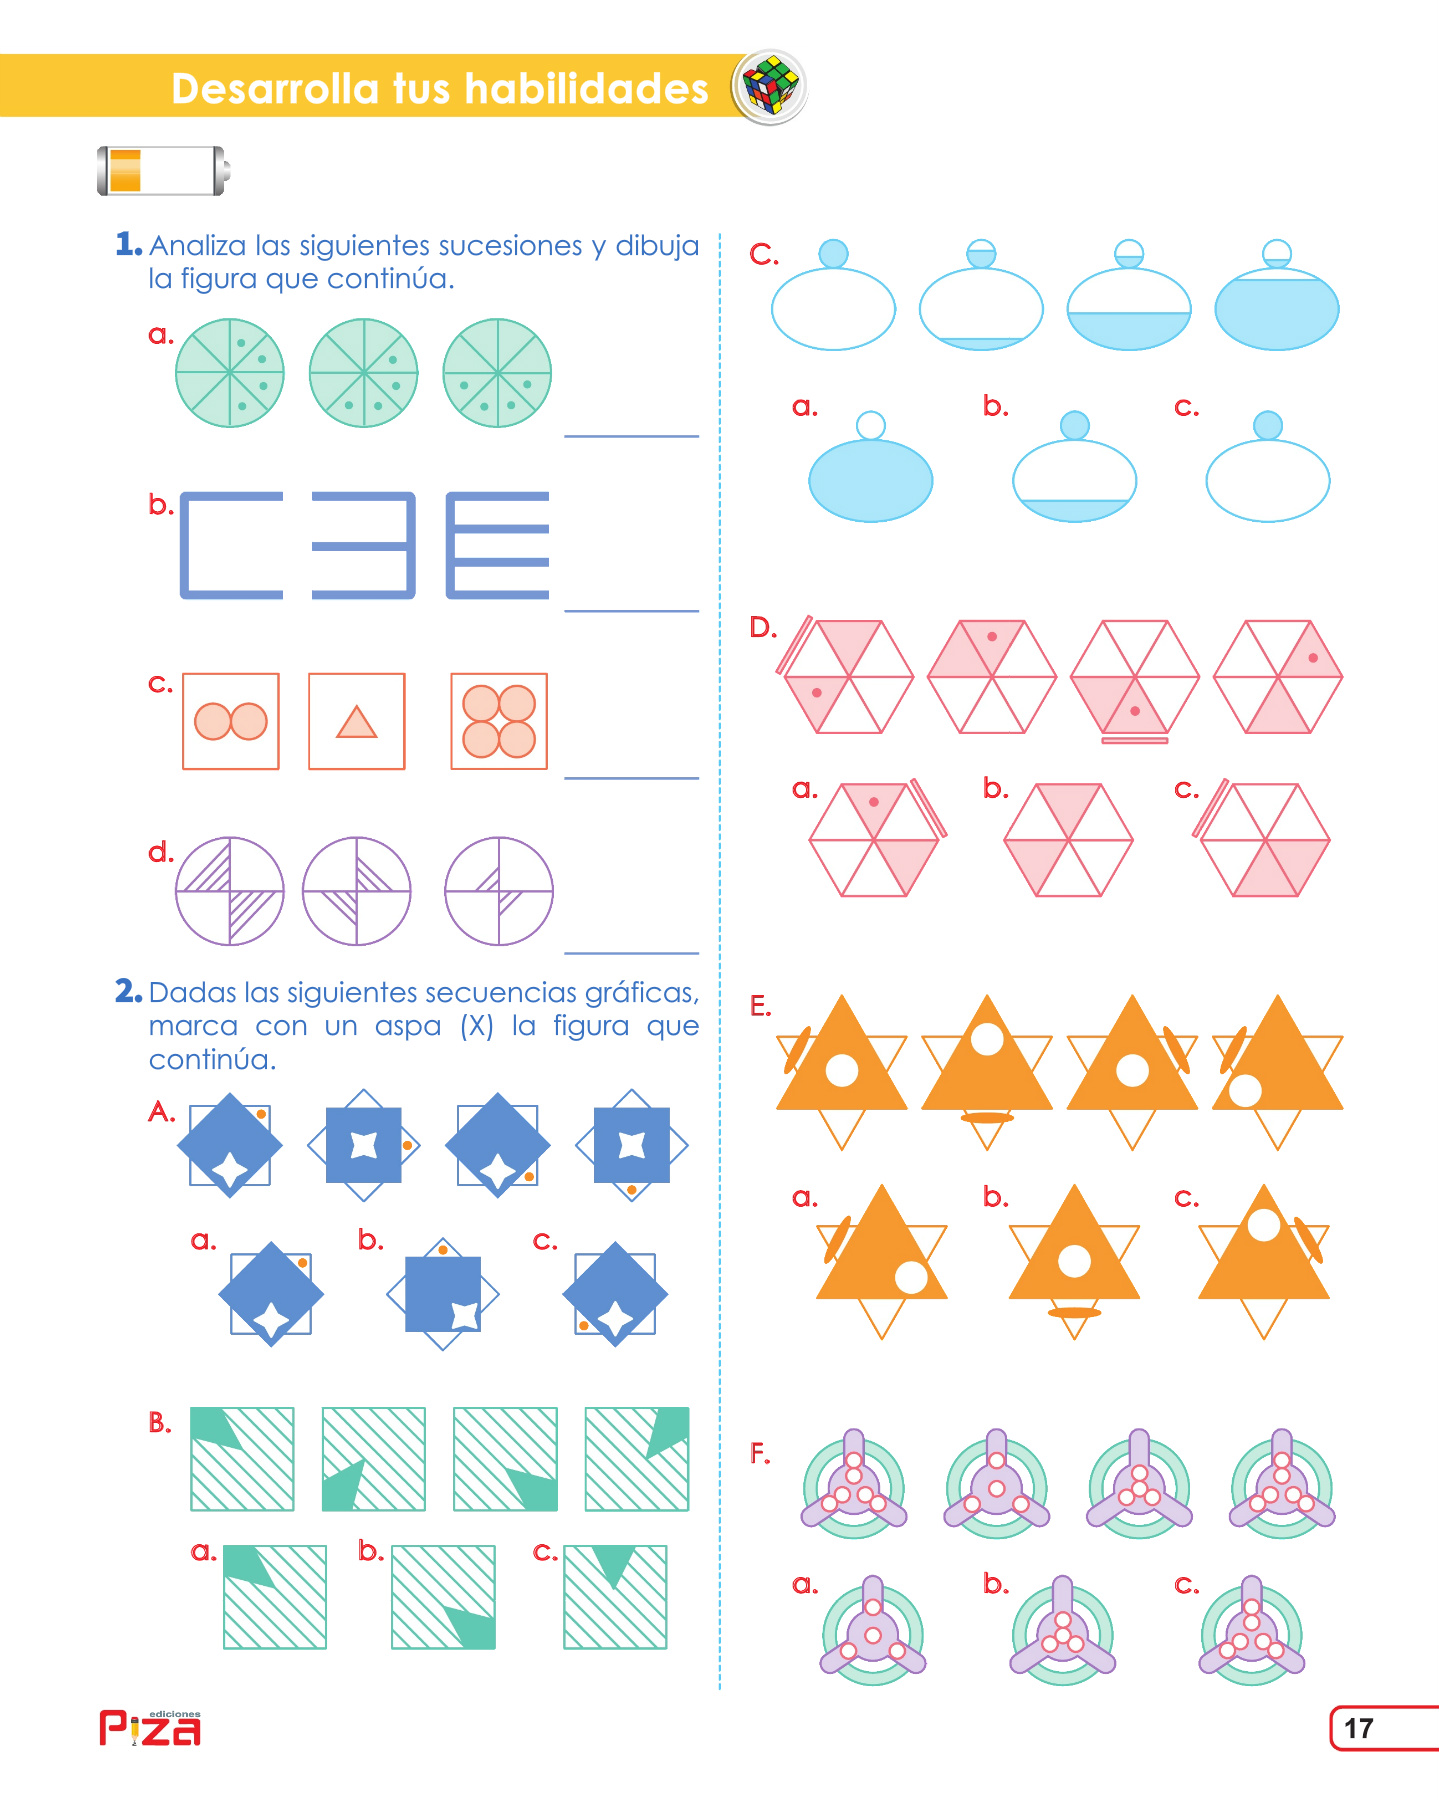 Desarrolla tus habilidades
1. Analiza las siguientes sucesiones y dibuja
la figura que continúa.
a.
b.
c.
d.
2. Dadas las siguientes secuencias gráficas,
marca con un aspa (X) la figura que
continúa.
A.
a. b. c.
B.
a. b. c.
C.
a. b. c.
D.
a. b. c.
E.
a. b. c.
F.
a. b. c.
ediciones
Piza
17